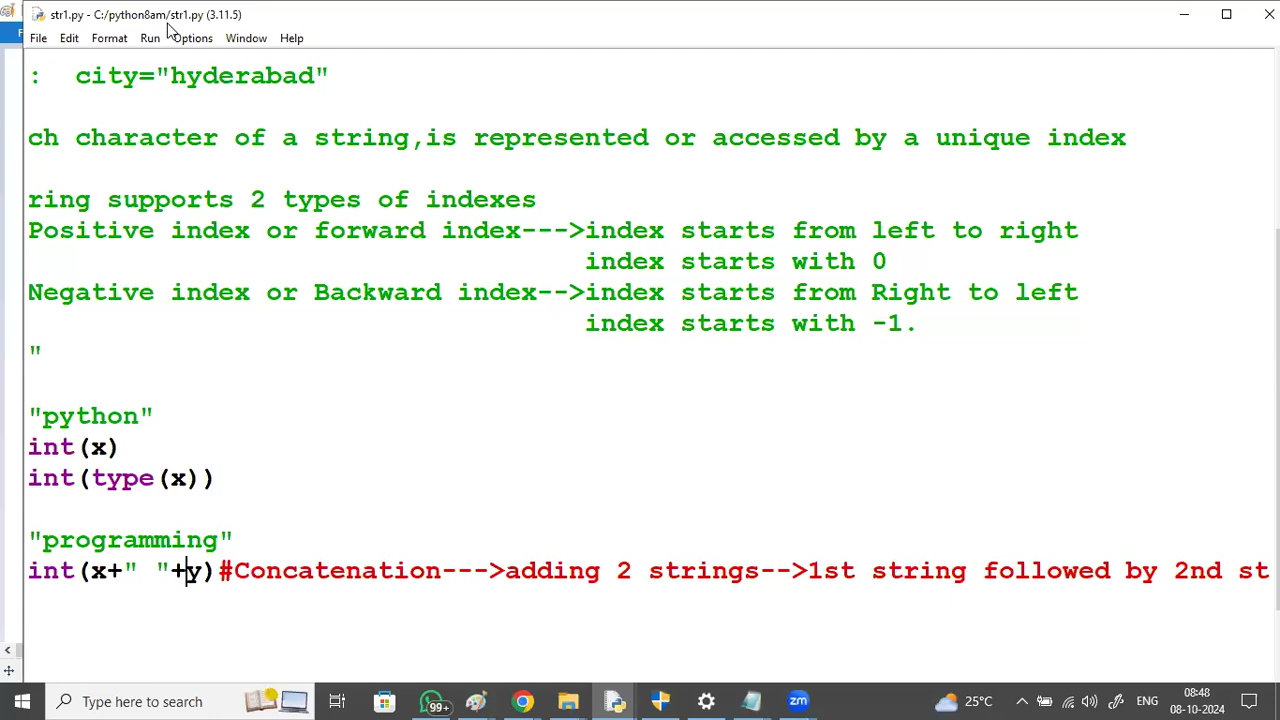 str1.py - C:/python8am/str1.py (3.11.5)
File Edit Format Run Options Window Help
F
: city="hyderabad"
ch character of a string,is represented or accessed by a unique index
ring supports 2 types of indexes
Positive index or forward index--->index starts from left to right
index starts with 0
Negative index or Backward index-->index starts from Right to left
index starts with -1.
"
"python"
int(x)
int(type(x))
"programming"
int(x+" "+y)#Concatenation--->adding 2 strings-->1st string followed by 2nd st
Type here to search
99+
zm
25°C
ENG
08:48
08-10-2024